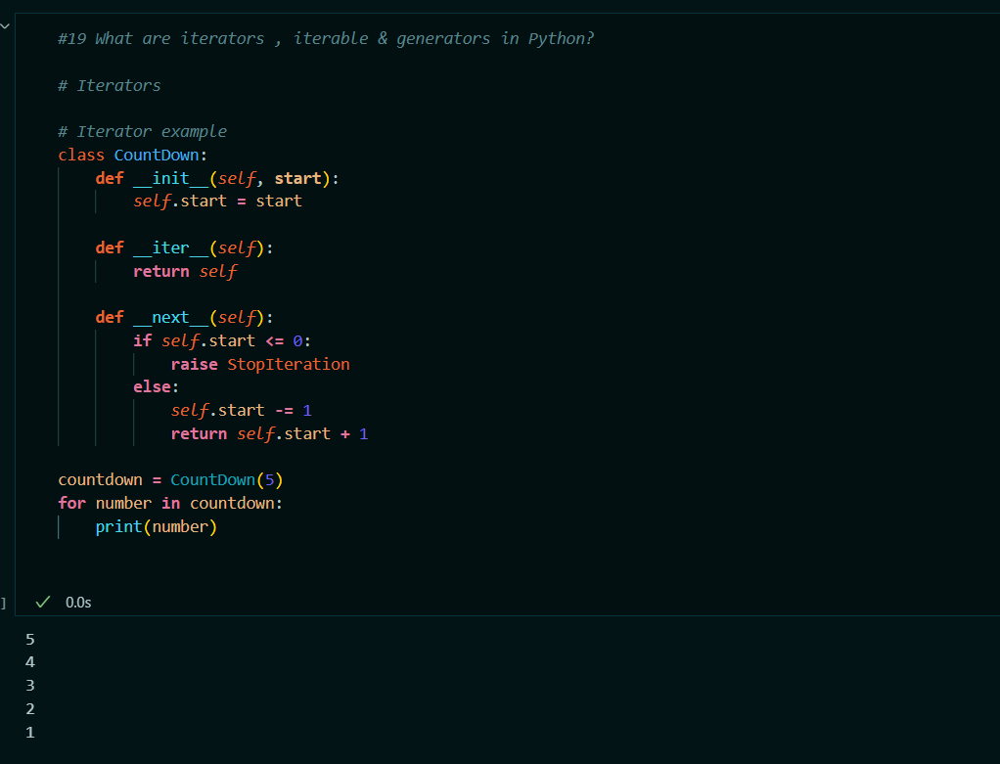 #19 What are iterators , iterable & generators in Python?
# Iterators
# Iterator example
class CountDown:
    def __init__(self, start):
        self.start = start
    def __iter__(self):
        return self
    def __next__(self):
        if self.start <= 0:
            raise StopIteration
        else:
            self.start -= 1
            return self.start + 1
countdown = CountDown(5)
for number in countdown:
    print(number)
] ✓ 0.0s
5
4
3
2
1